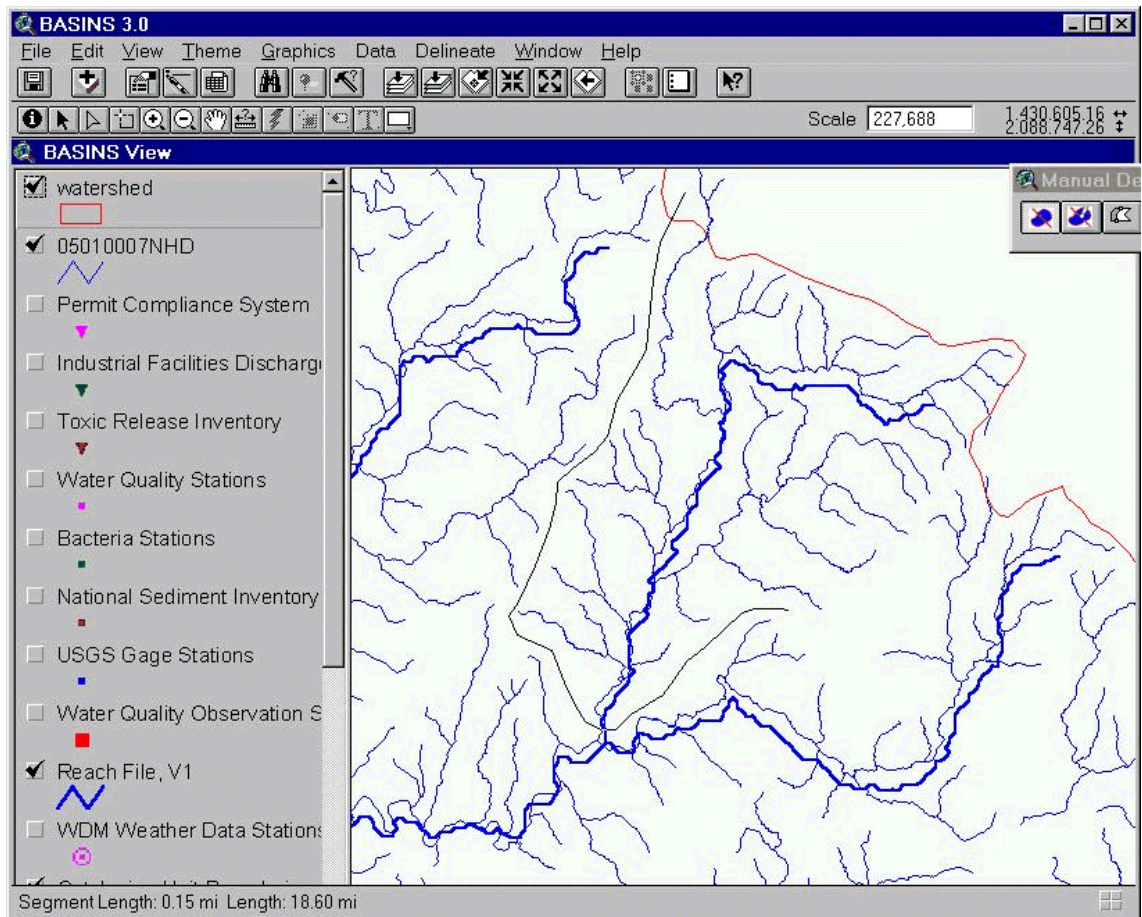 BASINS 3.0
File Edit View Theme Graphics Data Delineate Window Help
Scale 227,688 1,430,605.16
2,088,747.26
BASINS View
Manual De
watershed
05010007NHD
Permit Compliance System
Industrial Facilities Discharg
Toxic Release Inventory
Water Quality Stations
Bacteria Stations
National Sediment Inventory
USGS Gage Stations
Water Quality Observation S
Reach File, V1
WDM Weather Data Stations
Segment Length: 0.15 mi Length: 18.60 mi